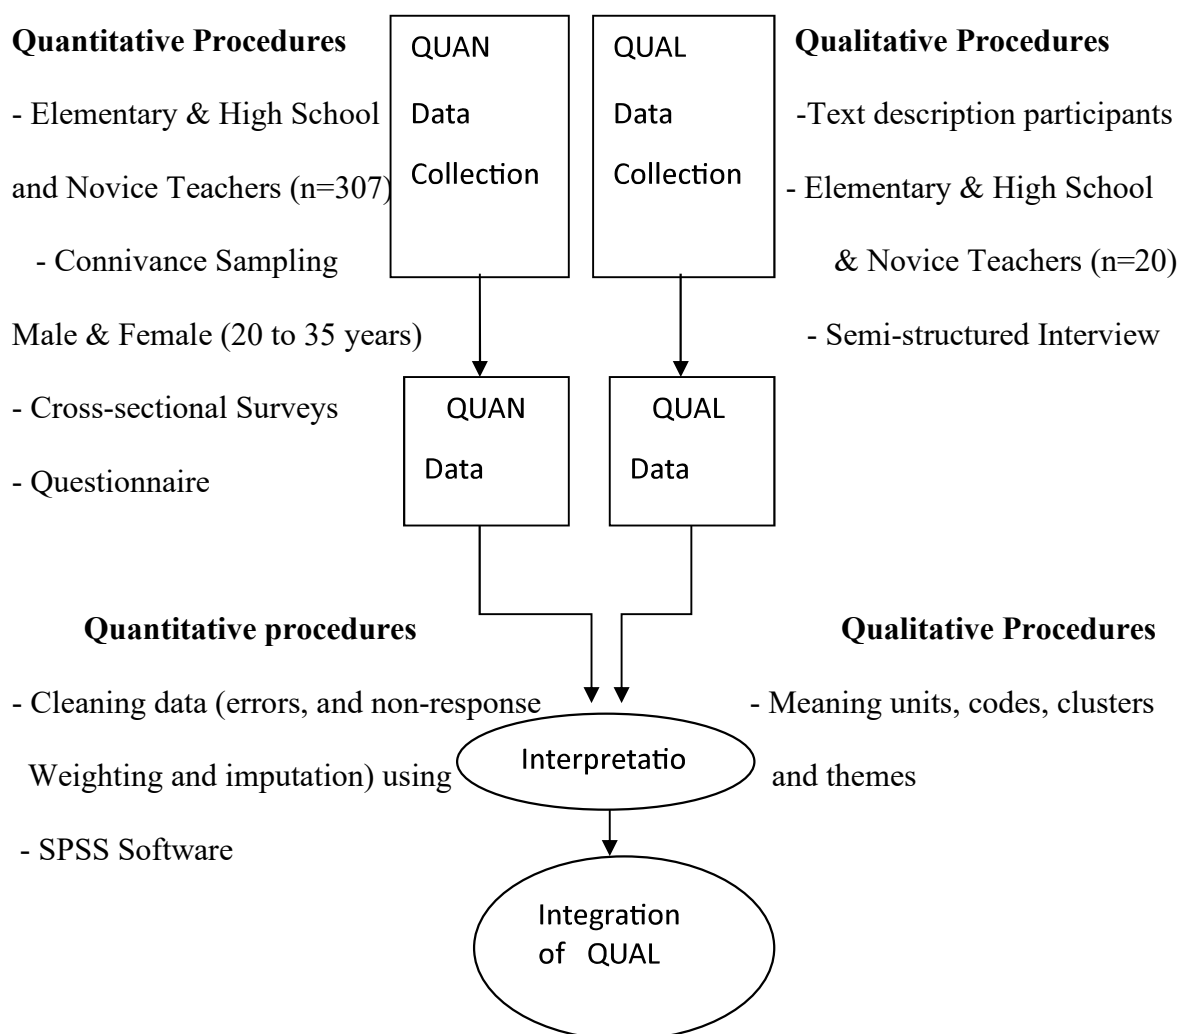 Quantitative Procedures
- Elementary & High School
and Novice Teachers (n=307)
- Connivance Sampling
Male & Female (20 to 35 years)
- Cross-sectional Surveys
- Questionnaire
QUAN
Data
Collection
QUAL
Data
Collection
Qualitative Procedures
-Text description participants
- Elementary & High School
& Novice Teachers (n=20)
- Semi-structured Interview
QUAN
Data
QUAL
Data
Quantitative procedures
- Cleaning data (errors, and non-response
Weighting and imputation) using
- SPSS Software
Qualitative Procedures
- Meaning units, codes, clusters
and themes
Interpretatio
Integration
of QUAL